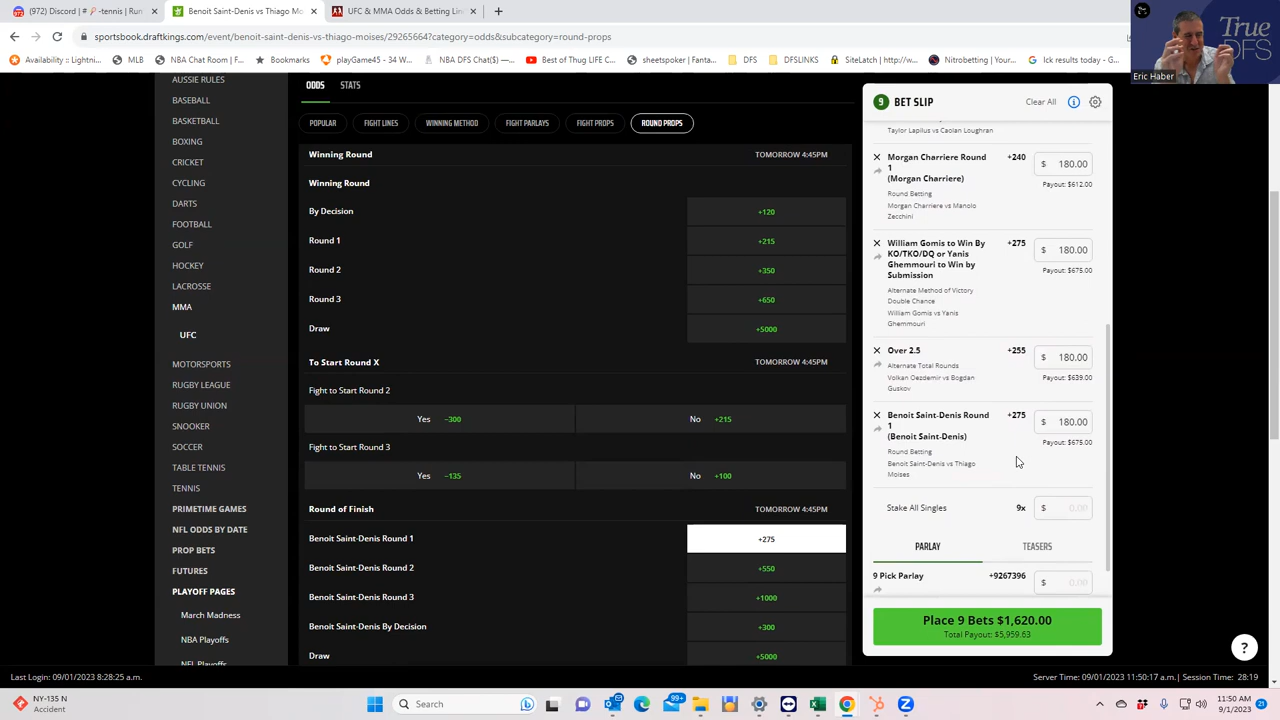 (972) Discord | # 🎾 -tennis | Run
Benoit Saint-Denis vs Thiago Mo
UFC & MMA Odds & Betting Lin
sportsbook.draftkings.com/event/benoit-saint-denis-vs-thiago-moises/29265664?category=odds&subcategory=round-props
Availability :: Lightni...
MLB
NBA Chat Room! (...
Bookmarks
playGame45 - 34 W...
DFS NBA Chat($) —...
Best of Thug LIFE C...
sheetspoker | Fanta...
DFS
DFSLINKS
SiteLatch | http://w...
Nitrobetting | Your...
lck results today - G...
True
DFS
Eric Haber
AUSSIE RULES
BASEBALL
BASKETBALL
BOXING
CRICKET
CYCLING
DARTS
FOOTBALL
GOLF
HOCKEY
LACROSSE
MMA
UFC
MOTORSPORTS
RUGBY LEAGUE
RUGBY UNION
SNOOKER
SOCCER
TABLE TENNIS
TENNIS
PRIMETIME GAMES
NFL ODDS BY DATE
PROP BETS
FUTURES
PLAYOFF PAGES
March Madness
NBA Playoffs
NFL Playoffs
ODDS STATS
POPULAR FIGHT LINES WINNING METHOD FIGHT PARLAYS FIGHT PROPS ROUND PROPS
Winning Round TOMORROW 4:45PM
Winning Round
By Decision +120
Round 1 +215
Round 2 +350
Round 3 +650
Draw +5000
To Start Round X TOMORROW 4:45PM
Fight to Start Round 2
Yes −300 No +215
Fight to Start Round 3
Yes −135 No +100
Round of Finish TOMORROW 4:45PM
Benoit Saint-Denis Round 1 +275
Benoit Saint-Denis Round 2 +550
Benoit Saint-Denis Round 3 +1000
Benoit Saint-Denis By Decision +300
Draw +5000
9 BET SLIP Clear All
Taylor Lapilus vs Caolan Loughran
Morgan Charriere Round +240 $ 180.00
1
(Morgan Charriere) Payout: $612.00
Round Betting
Morgan Charriere vs Manolo
Zecchini
William Gomis to Win By +275 $ 180.00
KO/TKO/DQ or Yanis
Ghemmouri to Win by Payout: $675.00
Submission
Alternate Method of Victory
Double Chance
William Gomis vs Yanis
Ghemmouri
Over 2.5 +255 $ 180.00
Alternate Total Rounds
Volkan Oezdemir vs Bogdan Payout: $639.00
Guskov
Benoit Saint-Denis Round +275 $ 180.00
1
(Benoit Saint-Denis) Payout: $675.00
Round Betting
Benoit Saint-Denis vs Thiago
Moises
Stake All Singles 9x $ 0.00
PARLAY TEASERS
9 Pick Parlay +9267396 $ 0.00
Place 9 Bets $1,620.00
Total Payout: $5,959.63
?
Last Login: 09/01/2023 8:28:25 a.m. Server Time: 09/01/2023 11:50:17 a.m. | Session Time: 28:19
NY-135 N
Accident
Search
99+
11:50 AM
9/1/2023
21